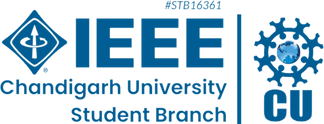 #STB16361
IEEE
®
Chandigarh University
Student Branch
CU